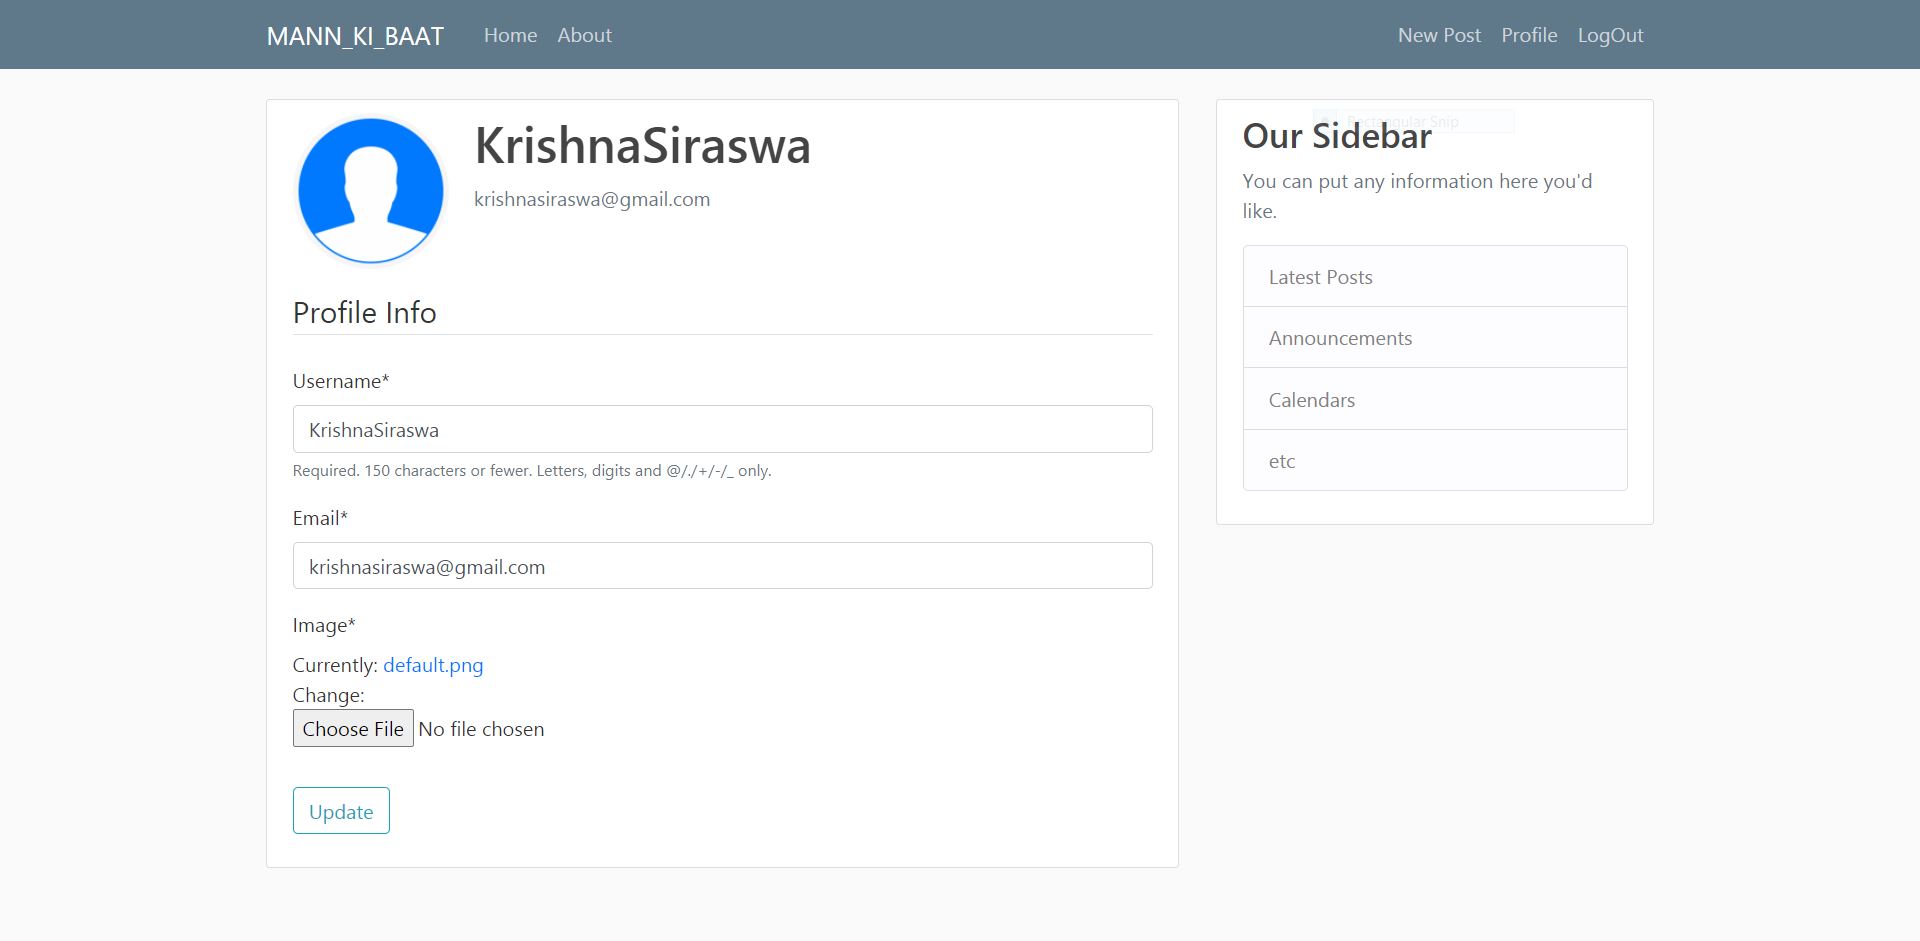 MANN_KI_BAAT Home About New Post Profile LogOut
KrishnaSiraswa
krishnasiraswa@gmail.com
Profile Info
Username*
KrishnaSiraswa
Required. 150 characters or fewer. Letters, digits and @/./+/-/_ only.
Email*
krishnasiraswa@gmail.com
Image*
Currently: default.png
Change:
Choose File No file chosen
Update
Rectangular Snip
Our Sidebar
You can put any information here you'd
like.
Latest Posts
Announcements
Calendars
etc